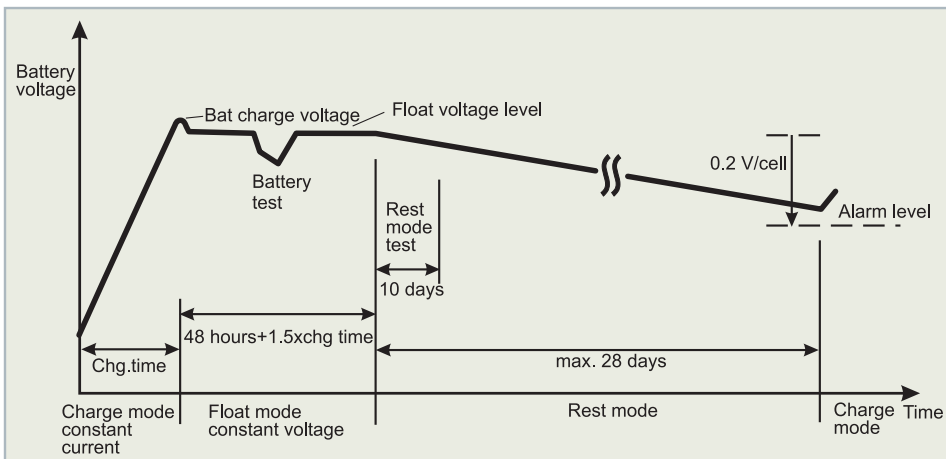 Battery
voltage
Bat charge voltage
Float voltage level
Battery
test
0.2 V/cell
Rest
mode
test
Alarm level
10 days
48 hours+1.5xchg time
Chg.time
max. 28 days
Charge mode
constant
current
Float mode
constant voltage
Rest mode
Charge
mode
Time